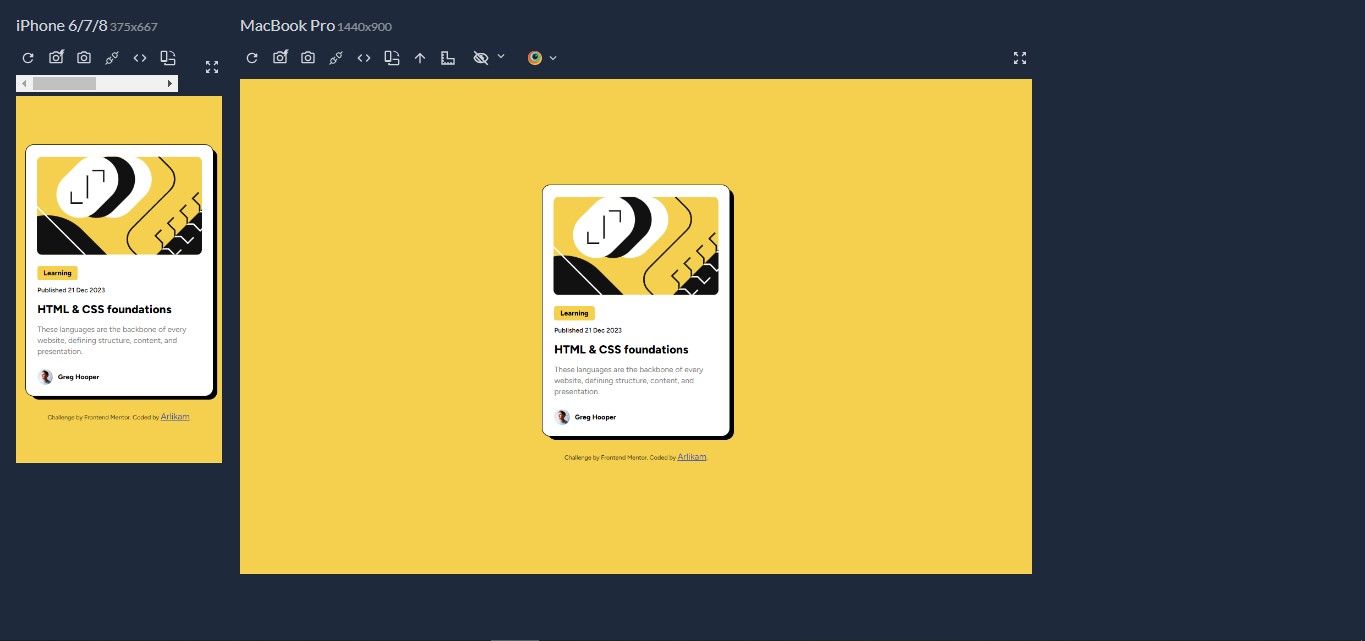 iPhone 6/7/8 375x667
MacBook Pro 1440x900
Learning
Published 21 Dec 2023
HTML & CSS foundations
These languages are the backbone of every
website, defining structure, content, and
presentation.
Greg Hooper
Challenge by Frontend Mentor. Coded by Arlikam.
Learning
Published 21 Dec 2023
HTML & CSS foundations
These languages are the backbone of every
website, defining structure, content, and
presentation.
Greg Hooper
Challenge by Frontend Mentor. Coded by Arlikam.